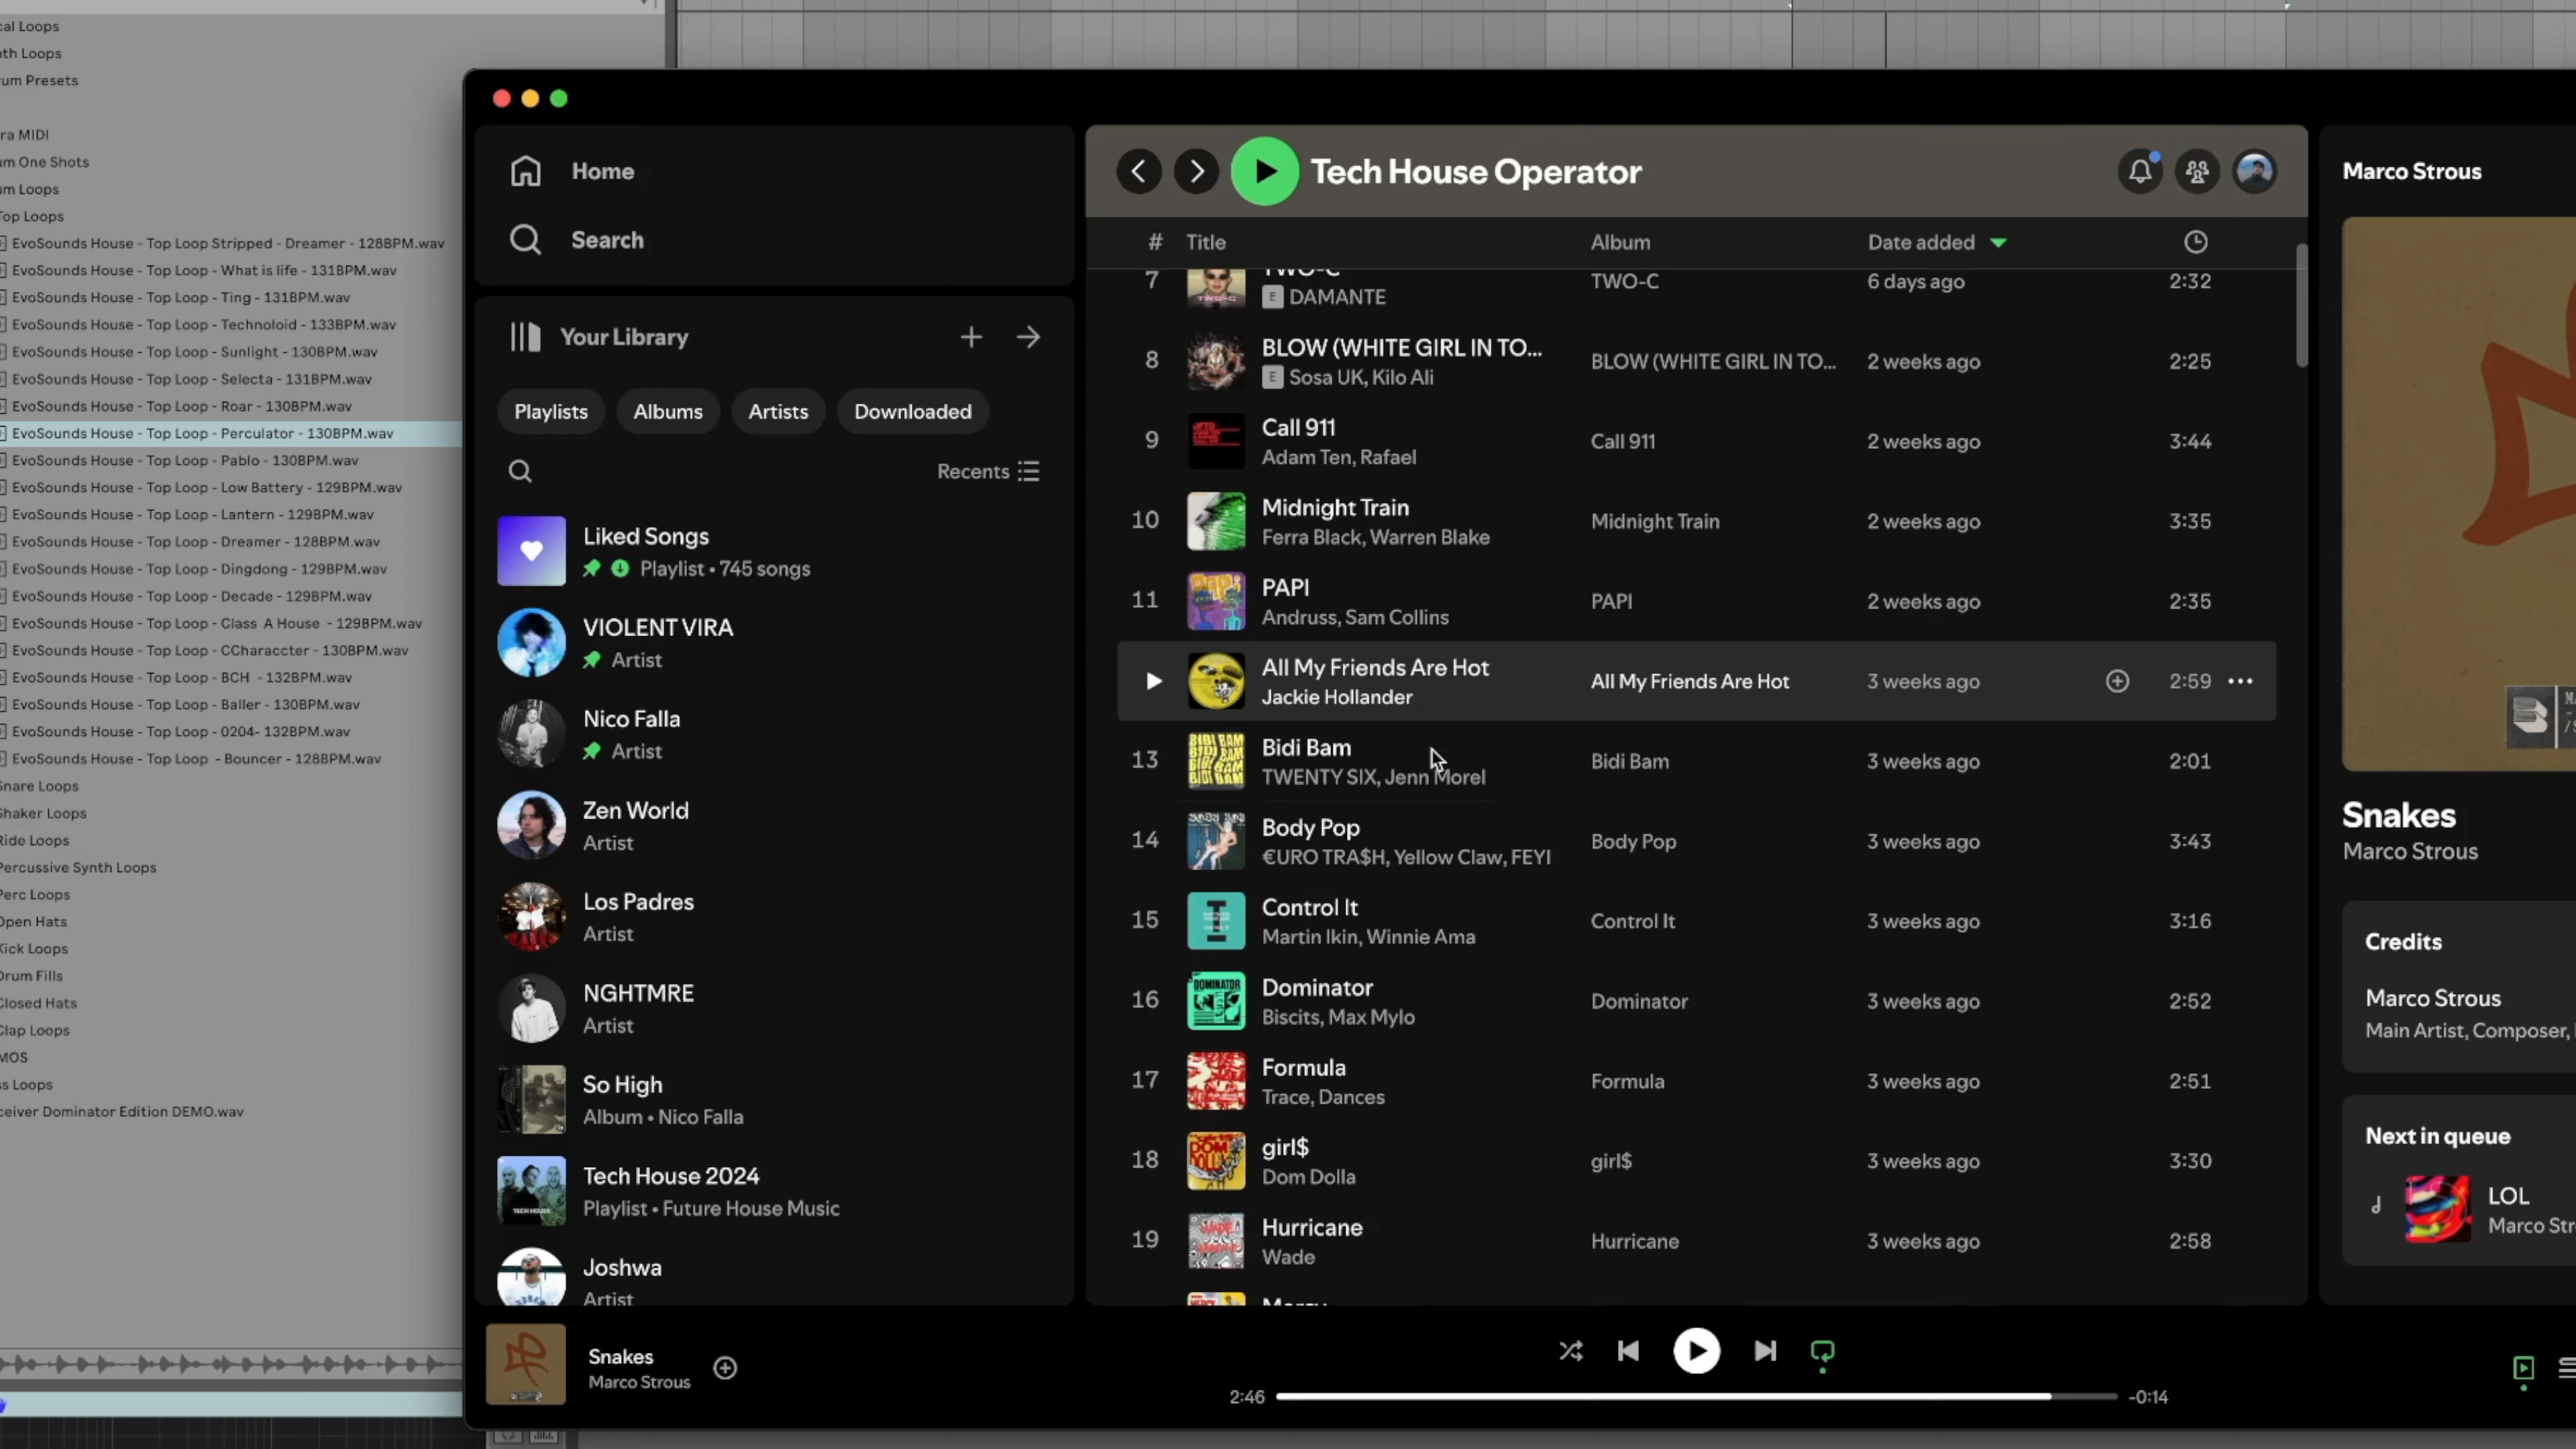 cal Loops
nth Loops
rum Presets
ra MIDI
um One Shots
um Loops
Top Loops
EvoSounds House - Top Loop Stripped - Dreamer - 128BPM.wav
EvoSounds House - Top Loop - What is life - 131BPM.wav
EvoSounds House - Top Loop - Ting - 131BPM.wav
EvoSounds House - Top Loop - Technoloid - 133BPM.wav
EvoSounds House - Top Loop - Sunlight - 130BPM.wav
EvoSounds House - Top Loop - Selecta - 131BPM.wav
EvoSounds House - Top Loop - Roar - 130BPM.wav
EvoSounds House - Top Loop - Perculator - 130BPM.wav
EvoSounds House - Top Loop - Pablo - 130BPM.wav
EvoSounds House - Top Loop - Low Battery - 129BPM.wav
EvoSounds House - Top Loop - Lantern - 129BPM.wav
EvoSounds House - Top Loop - Dreamer - 128BPM.wav
EvoSounds House - Top Loop - Dingdong - 129BPM.wav
EvoSounds House - Top Loop - Decade - 129BPM.wav
EvoSounds House - Top Loop - Class A House - 129BPM.wav
EvoSounds House - Top Loop - CCharaccter - 130BPM.wav
EvoSounds House - Top Loop - BCH - 132BPM.wav
EvoSounds House - Top Loop - Baller - 130BPM.wav
EvoSounds House - Top Loop - 0204- 132BPM.wav
EvoSounds House - Top Loop - Bouncer - 128BPM.wav
Snare Loops
Shaker Loops
Ride Loops
Percussive Synth Loops
Perc Loops
Open Hats
Kick Loops
Drum Fills
Closed Hats
Clap Loops
MOS
ss Loops
ceiver Dominator Edition DEMO.wav
Home
Search
Your Library
Playlists Albums Artists Downloaded
Recents
Liked Songs
Playlist • 745 songs
VIOLENT VIRA
Artist
Nico Falla
Artist
Zen World
Artist
Los Padres
Artist
NGHTMRE
Artist
So High
Album • Nico Falla
Tech House 2024
Playlist • Future House Music
Joshwa
Artist
Tech House Operator
# Title Album Date added
7 TWO-C TWO-C 6 days ago 2:32
E DAMANTE
8 BLOW (WHITE GIRL IN TO... BLOW (WHITE GIRL IN TO... 2 weeks ago 2:25
E Sosa UK, Kilo Ali
9 Call 911 Call 911 2 weeks ago 3:44
Adam Ten, Rafael
10 Midnight Train Midnight Train 2 weeks ago 3:35
Ferra Black, Warren Blake
11 PAPI PAPI 2 weeks ago 2:35
Andruss, Sam Collins
All My Friends Are Hot All My Friends Are Hot 3 weeks ago 2:59
Jackie Hollander
13 Bidi Bam Bidi Bam 3 weeks ago 2:01
TWENTY SIX, Jenn Morel
14 Body Pop Body Pop 3 weeks ago 3:43
€URO TRA$H, Yellow Claw, FEYI
15 Control It Control It 3 weeks ago 3:16
Martin Ikin, Winnie Ama
16 Dominator Dominator 3 weeks ago 2:52
Biscits, Max Mylo
17 Formula Formula 3 weeks ago 2:51
Trace, Dances
18 girl$ girl$ 3 weeks ago 3:30
Dom Dolla
19 Hurricane Hurricane 3 weeks ago 2:58
Wade
Marco Strous
Snakes
Marco Strous
Credits
Marco Strous
Main Artist, Composer,
Next in queue
LOL
Marco Str
Snakes
Marco Strous
2:46 -0:14